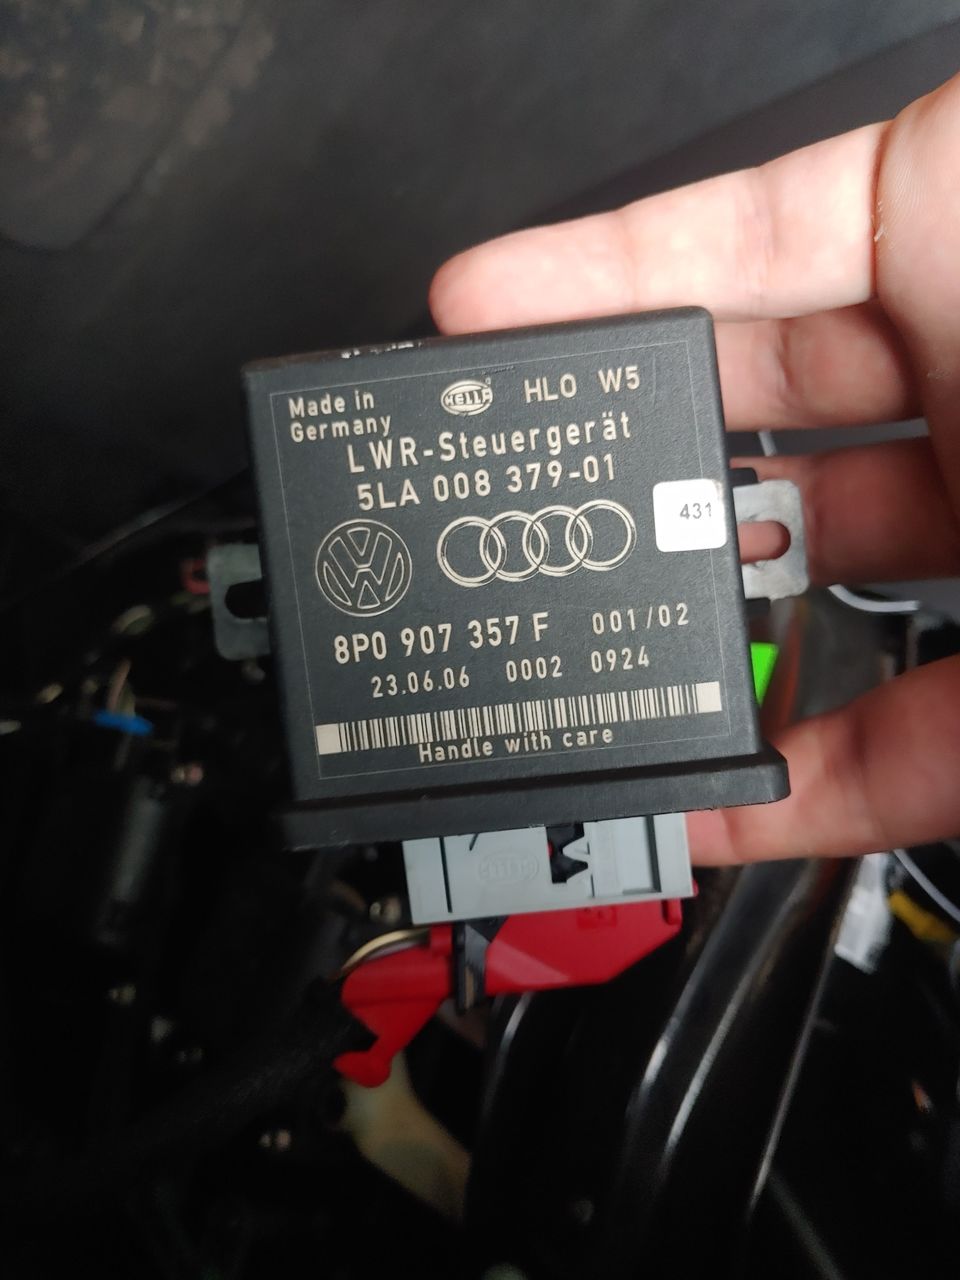 Made in
Germany
HELLA
HLO W5
LWR-Steuergerät
5LA 008 379-01
431
8P0 907 357 F 001/02
23.06.06 0002 0924
Handle with care